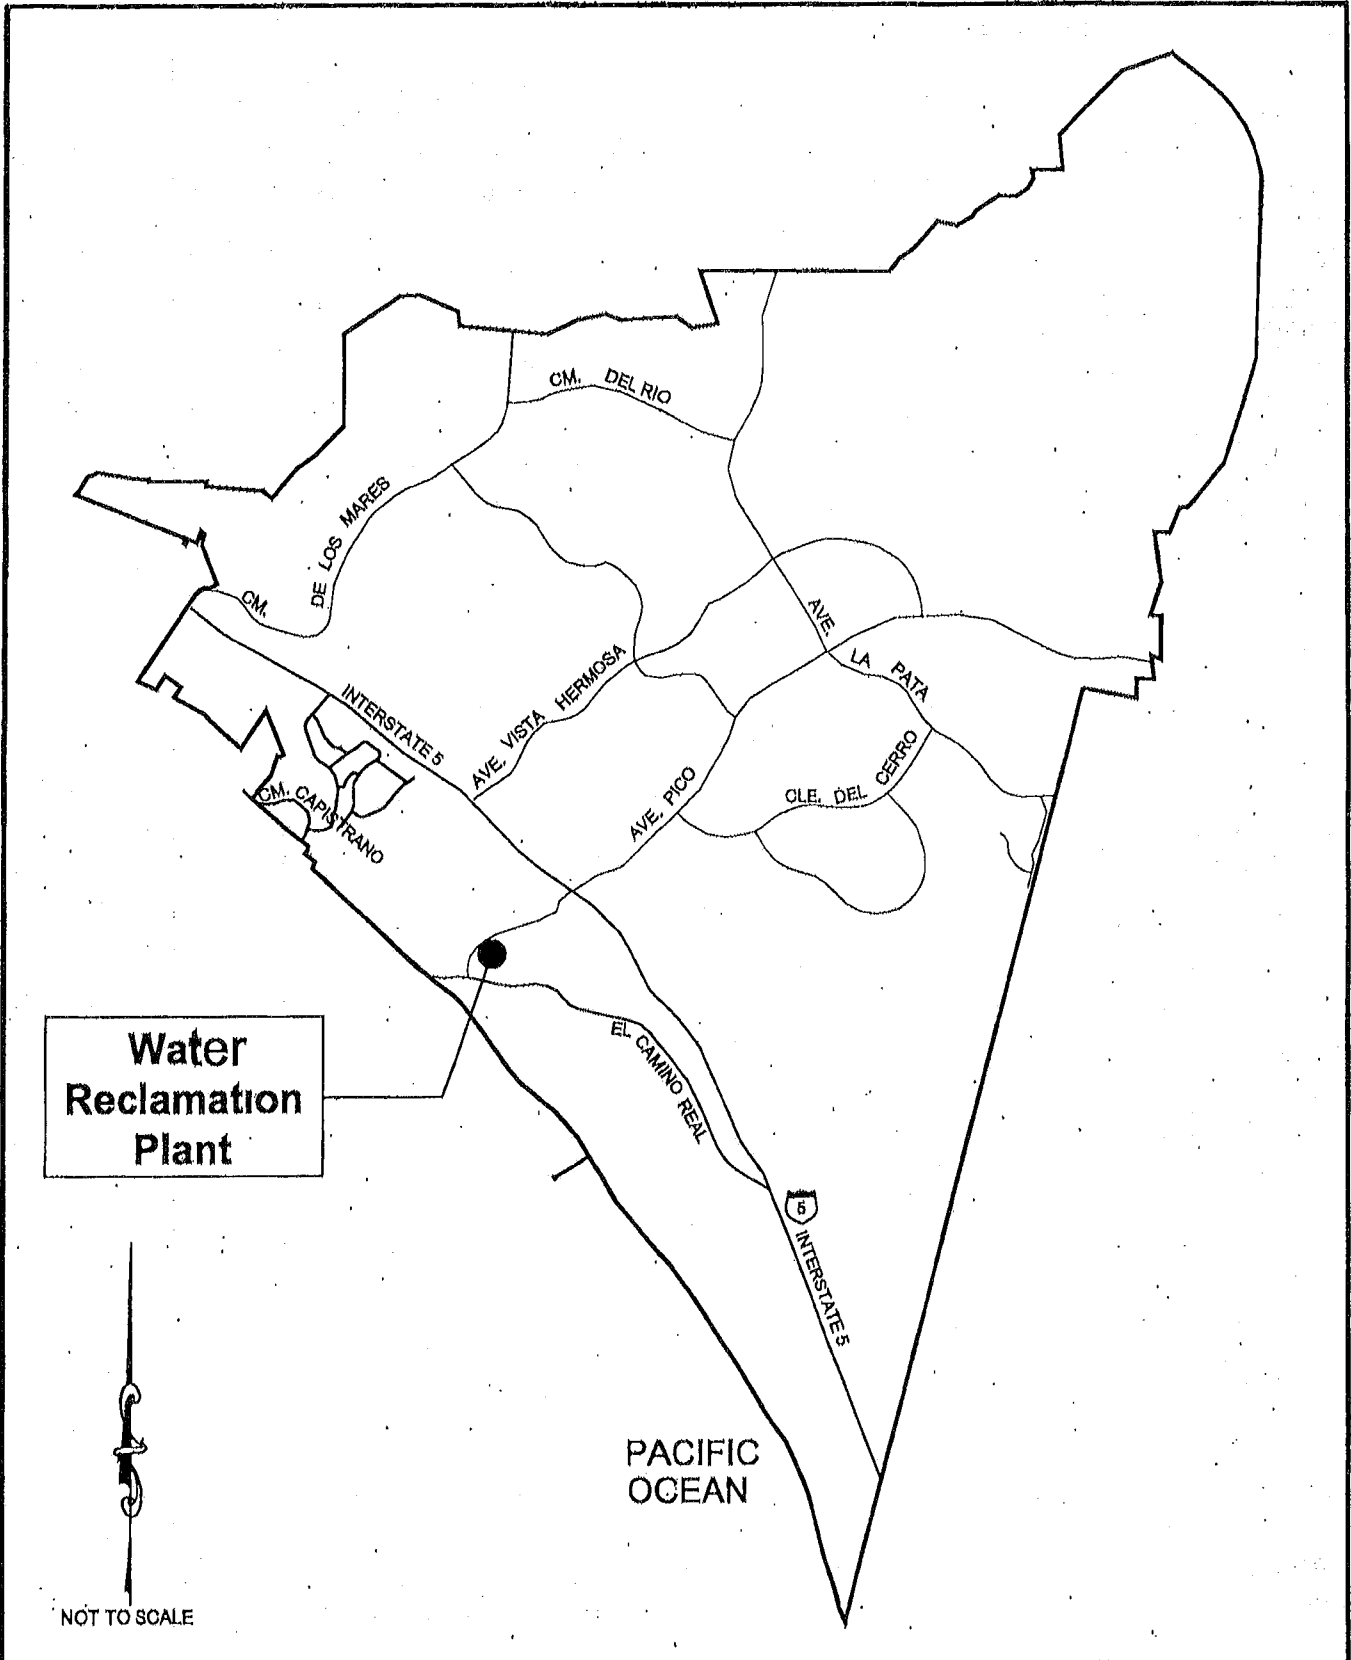 CM. DEL RIO
CM. DE LOS MARES
AVE. LA PATA
INTERSTATE 5
AVE. VISTA HERMOSA
CLE. DEL CERRO
AVE. PICO
CM. CAPISTRANO
EL CAMINO REAL
Water
Reclamation
Plant
5
INTERSTATE 5
PACIFIC
OCEAN
NOT TO SCALE